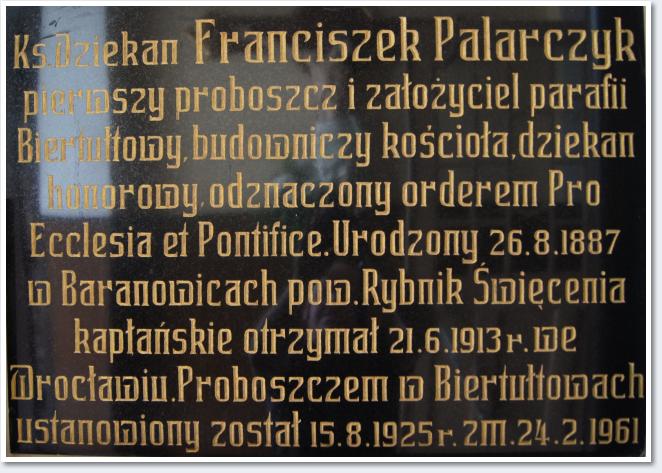 Ks.Dziekan Franciszek Palarczyk
pierwszy proboszcz i założyciel parafii
Biertułtowy,budowniczy kościoła,dziekan
honorowy,odznaczony orderem Pro
Ecclesia et Pontifice.Urodzony 26.8.1887
w Baranowicach pow.Rybnik Święcenia
kapłańskie otrzymał 21.6.1913 r. we
Wrocławiu.Proboszczem w Biertułtowach
ustanowiony został 15.8.1925 r. zm.24.2.1961